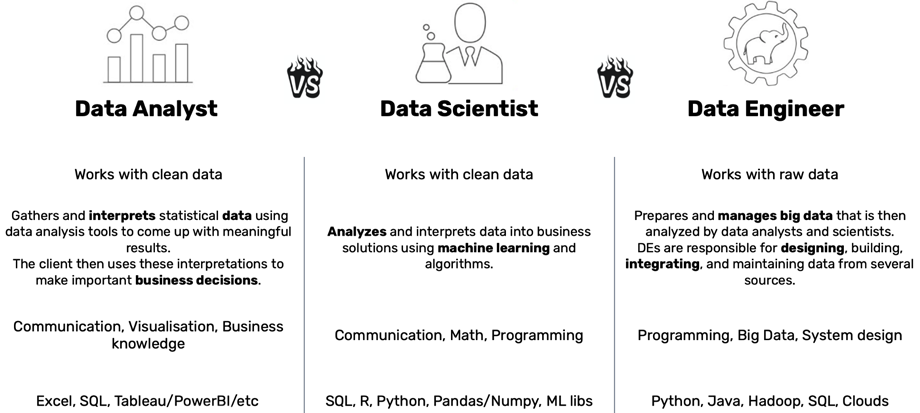 VS
VS
Data Analyst
Data Scientist
Data Engineer
Works with clean data
Works with clean data
Works with raw data
Gathers and interprets statistical data using
data analysis tools to come up with meaningful
results.
The client then uses these interpretations to
make important business decisions.
Analyzes and interprets data into business
solutions using machine learning and
algorithms.
Prepares and manages big data that is then
analyzed by data analysts and scientists.
DEs are responsible for designing, building,
integrating, and maintaining data from several
sources.
Communication, Visualisation, Business
knowledge
Communication, Math, Programming
Programming, Big Data, System design
Excel, SQL, Tableau/PowerBI/etc
SQL, R, Python, Pandas/Numpy, ML libs
Python, Java, Hadoop, SQL, Clouds